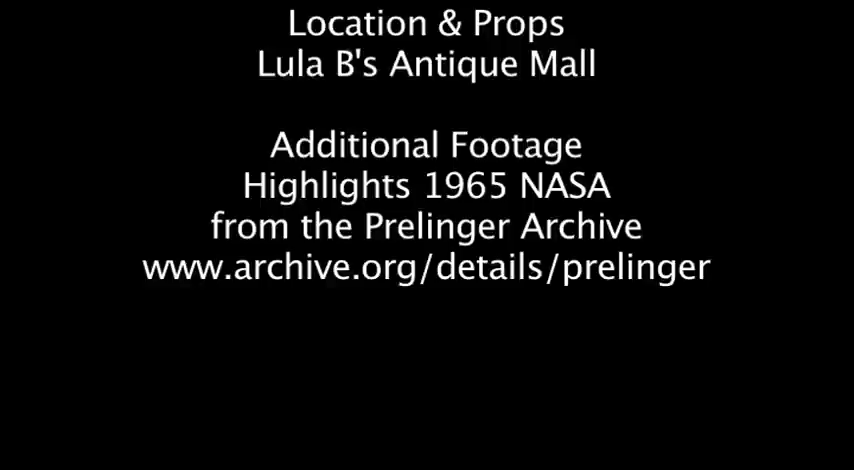 Location & Props
Lula B's Antique Mall
Additional Footage
Highlights 1965 NASA
from the Prelinger Archive
www.archive.org/details/prelinger